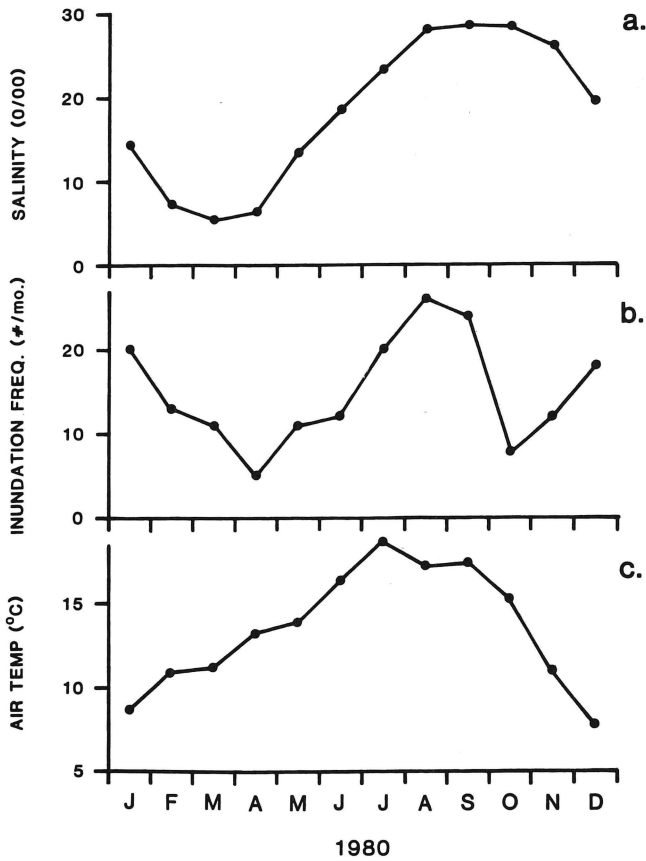 a.
SALINITY (0/00)
30
20
10
0
b.
INUNDATION FREQ. (#/mo.)
20
10
0
c.
AIR TEMP (°C)
15
10
5
J F M A M J J A S O N D
1980